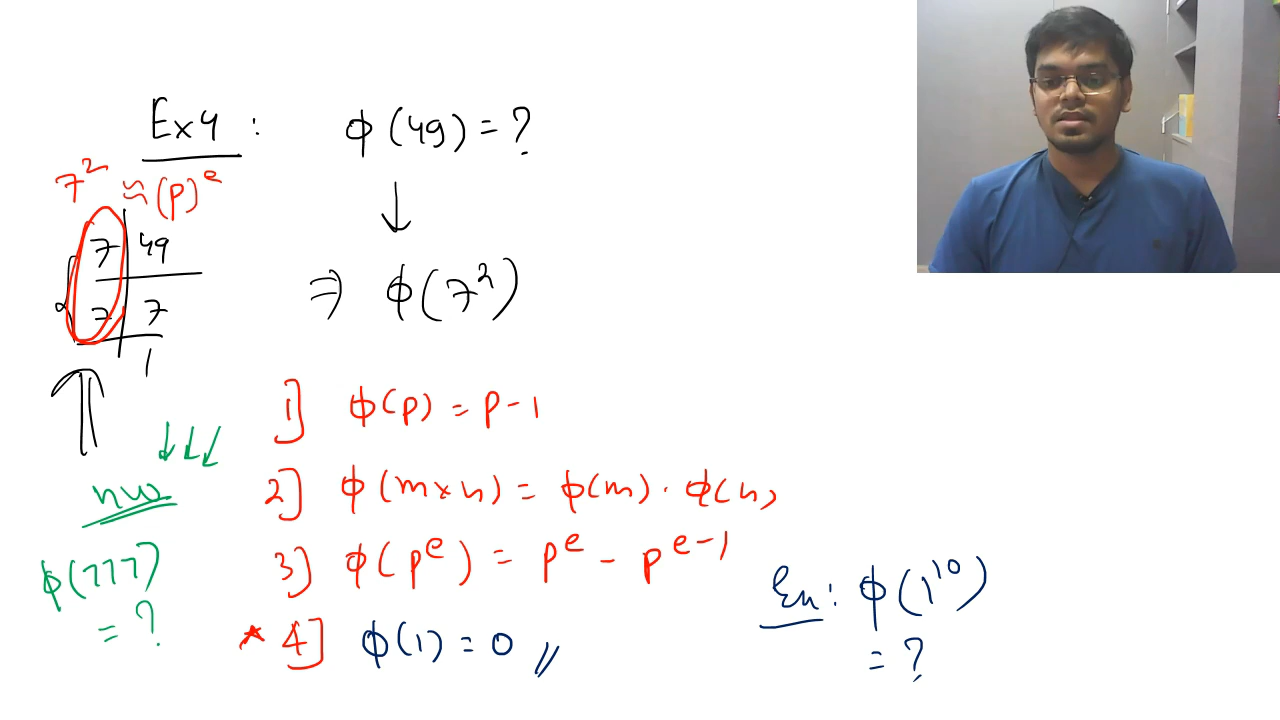 Ex4 : φ(49) = ?
7² ≈ (p)ᵉ
7 | 49
7 | 7
1
2
⇒ φ(7²)
1] φ(p) = p-1
2] φ(m×n) = φ(m) · φ(n)
3] φ(pᵉ) = pᵉ - pᵉ⁻¹
* 4] φ(1) = 0 //
HW
φ(777)
= ?
Ex: φ(1¹⁰)
= ?